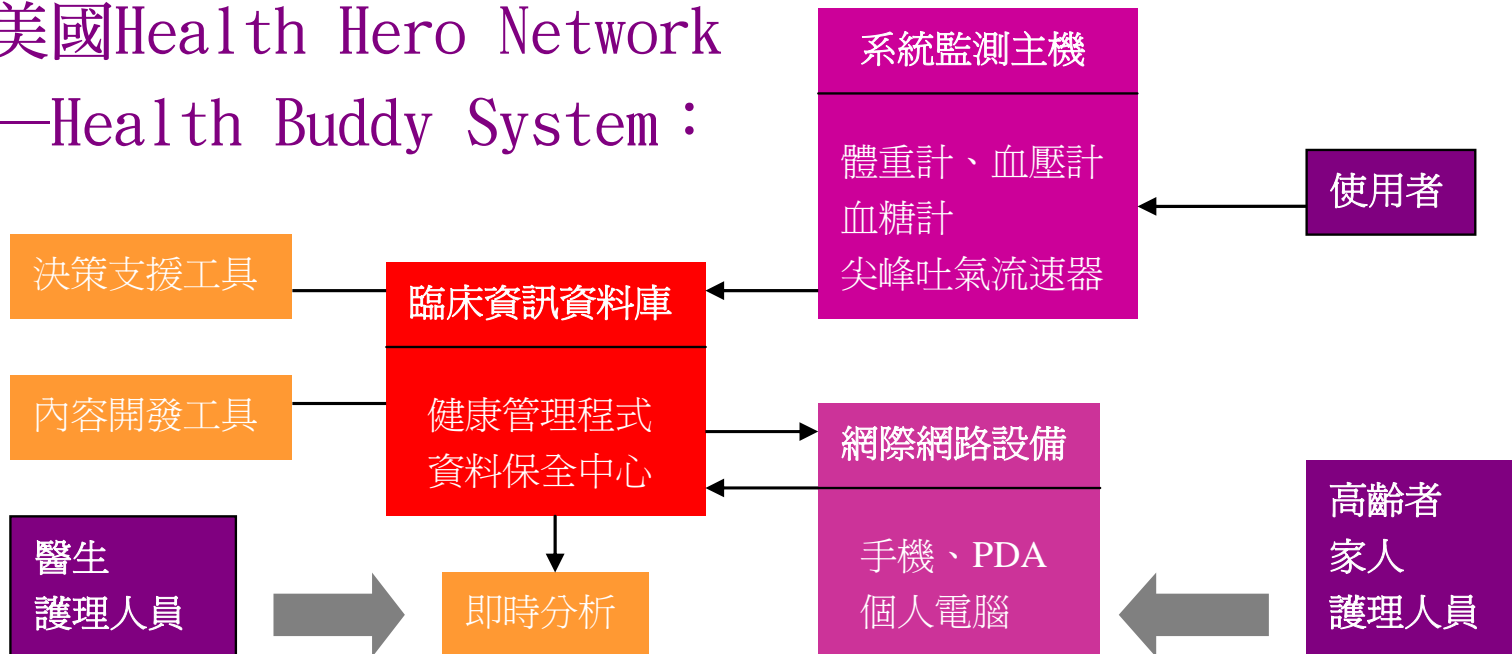 美國Health Hero Network
—Health Buddy System：
系統監測主機
體重計、血壓計
血糖計
尖峰吐氣流速器
使用者
決策支援工具
內容開發工具
臨床資訊資料庫
健康管理程式
資料保全中心
網際網路設備
手機、PDA
個人電腦
高齡者
家人
護理人員
醫生
護理人員
即時分析